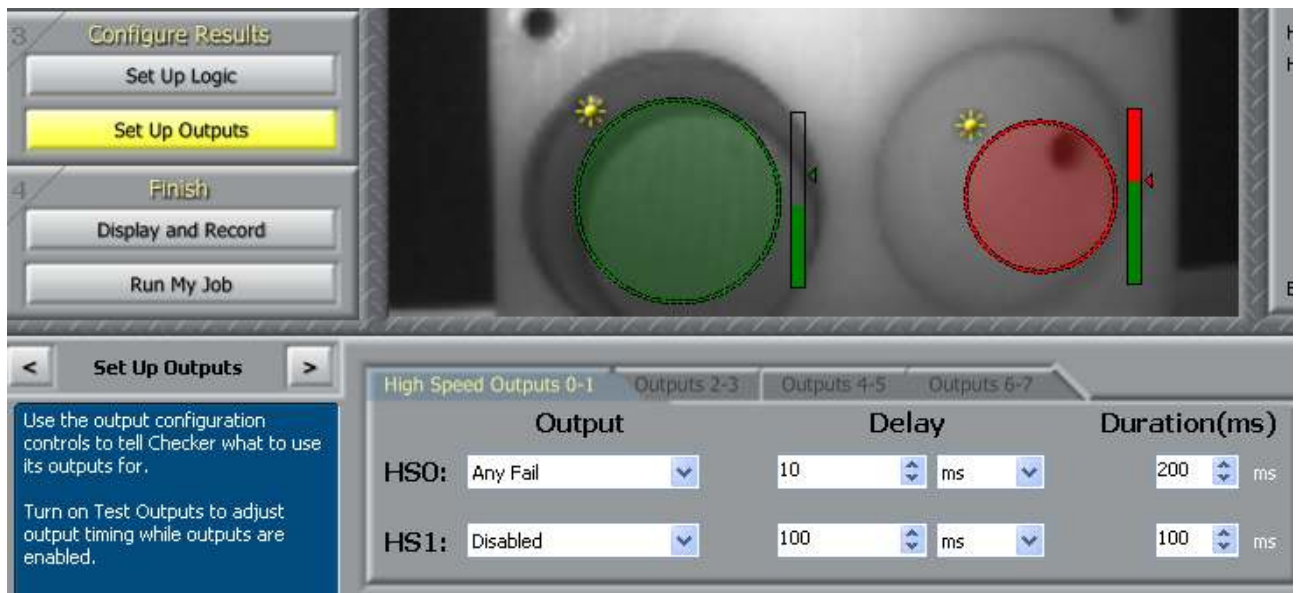 3 Configure Results
Set Up Logic
Set Up Outputs
4 Finish
Display and Record
Run My Job
H
H
E
< Set Up Outputs >
Use the output configuration
controls to tell Checker what to use
its outputs for.
Turn on Test Outputs to adjust
output timing while outputs are
enabled.
High Speed Outputs 0-1 Outputs 2-3 Outputs 4-5 Outputs 6-7
Output Delay Duration(ms)
HS0: Any Fail 10 ms 200 ms
HS1: Disabled 100 ms 100 ms